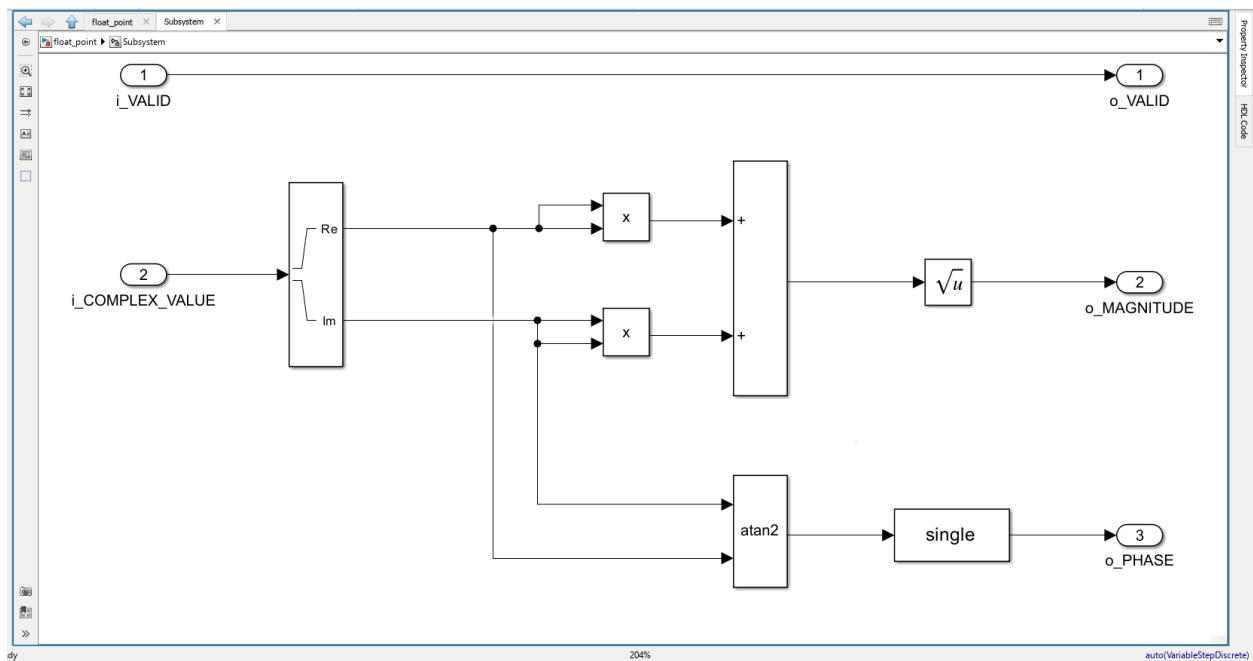 float_point × Subsystem ×
float_point ▶ Subsystem
Property Inspector
HDL Code
1
i_VALID
1
o_VALID
Re
x
+
2
i_COMPLEX_VALUE
√u
2
o_MAGNITUDE
Im
x
+
atan2
single
3
o_PHASE
dy
204%
auto(VariableStepDiscrete)